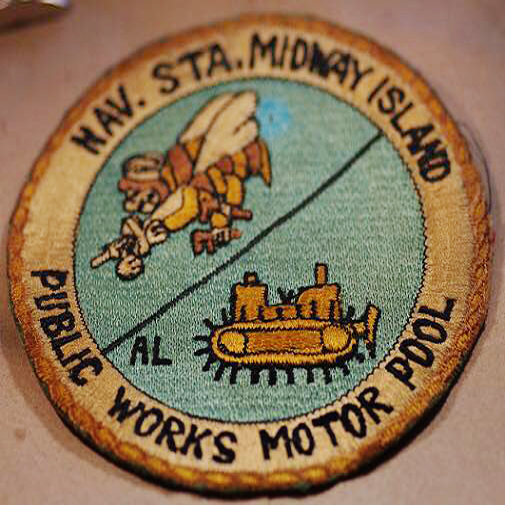 NAV. STA. MIDWAY ISLAND
AL
PUBLIC WORKS MOTOR POOL